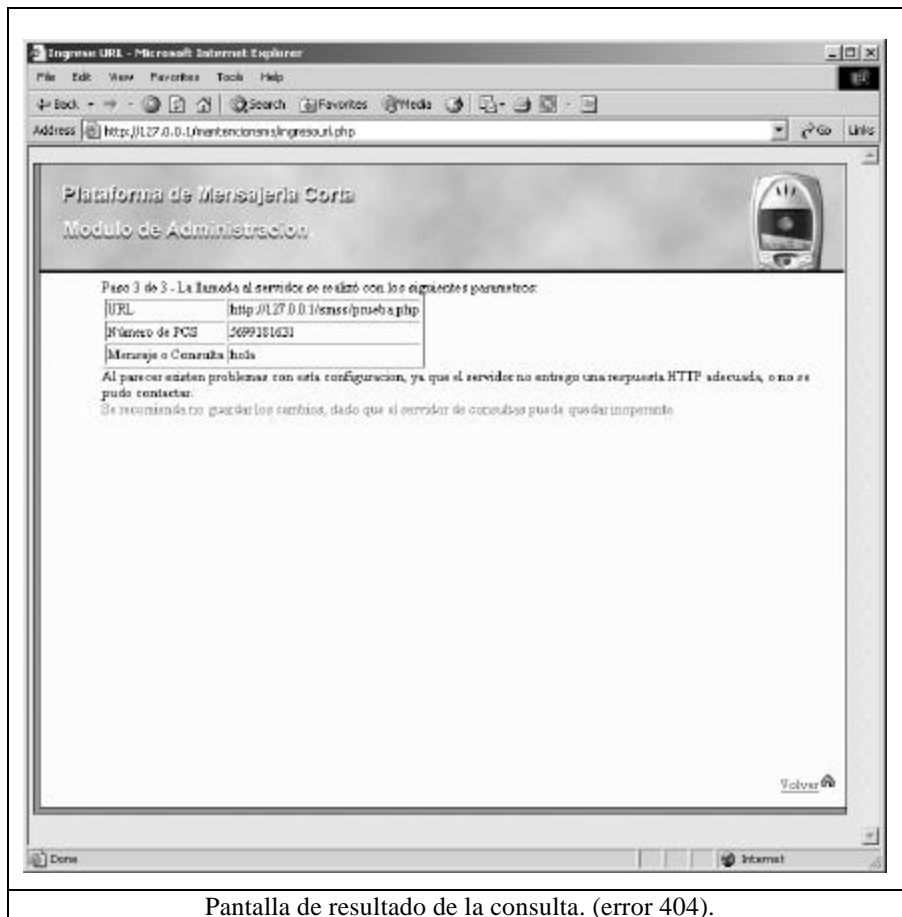 Ingrese URL - Microsoft Internet Explorer
File Edit View Favorites Tools Help
Back Search Favorites Media
Address http://127.0.0.1/mantencionsms/ingresourl.php Go Links
Plataforma de Mensajeria Corta
Modulo de Administracion.
Paso 3 de 3 - La llamada al servidor se realizó con los siguientes parametros:
URL http://127.0.0.1/smss/prueba.php
Número de PCS 5699181631
Mensaje o Consulta hola
Al parecer existen problemas con esta configuracion, ya que el servidor no entrego una respuesta HTTP adecuada, o no se
pudo contactar.
Se recomienda no guardar los cambios, dado que el servidor de consultas puede quedar inoperante
Volver
Done Internet
Pantalla de resultado de la consulta. (error 404).